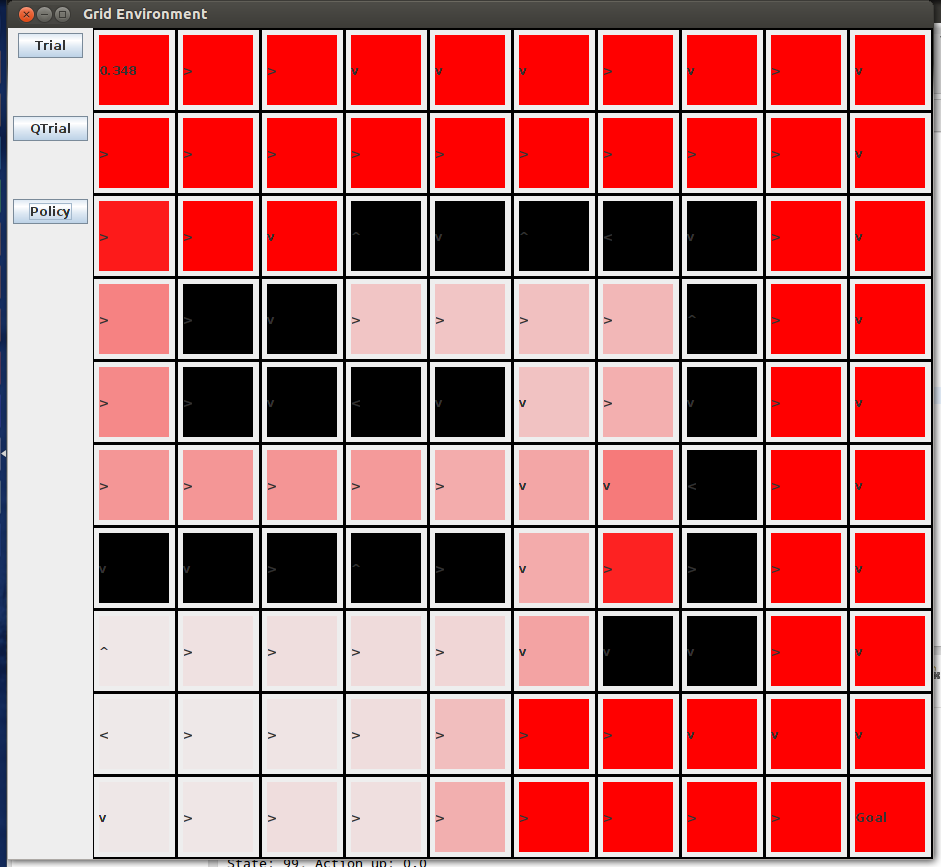 Grid Environment
Trial
0.348 > > v v v > v > v
QTrial
> > > > > > > > > v
Policy
> > v ^ v ^ < v > v
> > v > > > > ^ > v
> > v < v v > v > v
> > > > > v v < > v
v v > ^ > v > > > v
^ > > > > v v v > v
< > > > > > > v v v
v > > > > > > > > Goal
State: 99, Action up: 0.0